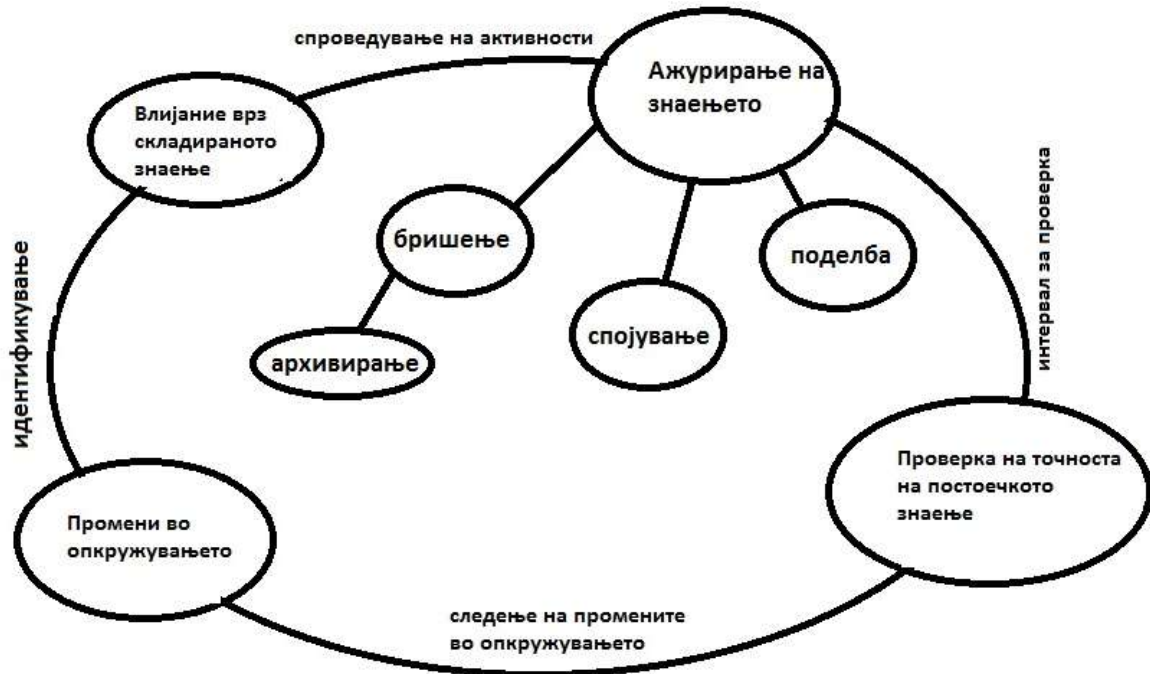 спроведување на активности
Ажурирање на
знаењето
Влијание врз
складираното
знаење
бришење
поделба
интервал за проверка
идентификување
спојување
архивирање
Проверка на точноста
на постоечкото
знаење
Промени во
опкружувањето
следење на промените
во опкружувањето